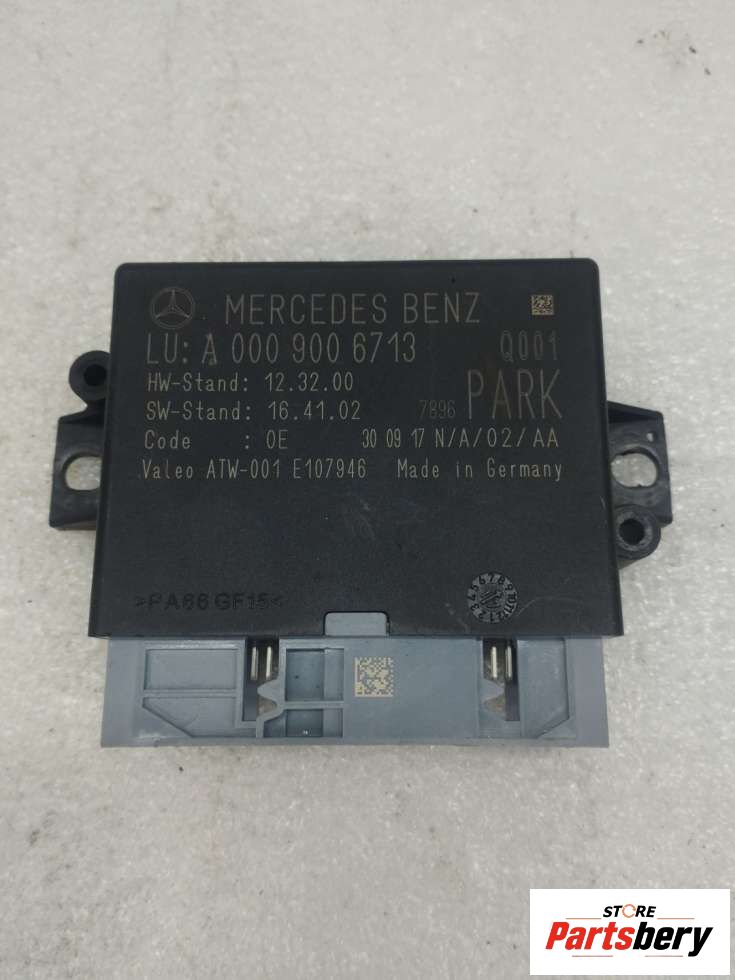 MERCEDES BENZ
LU: A 000 900 6713 Q001
HW-Stand: 12.32.00
SW-Stand: 16.41.02 7896 PARK
Code : 0E 30 09 17 N/A/02/AA
Valeo ATW-001 E107946 Made in Germany
>PA66 GF15<
STORE
Partsbery